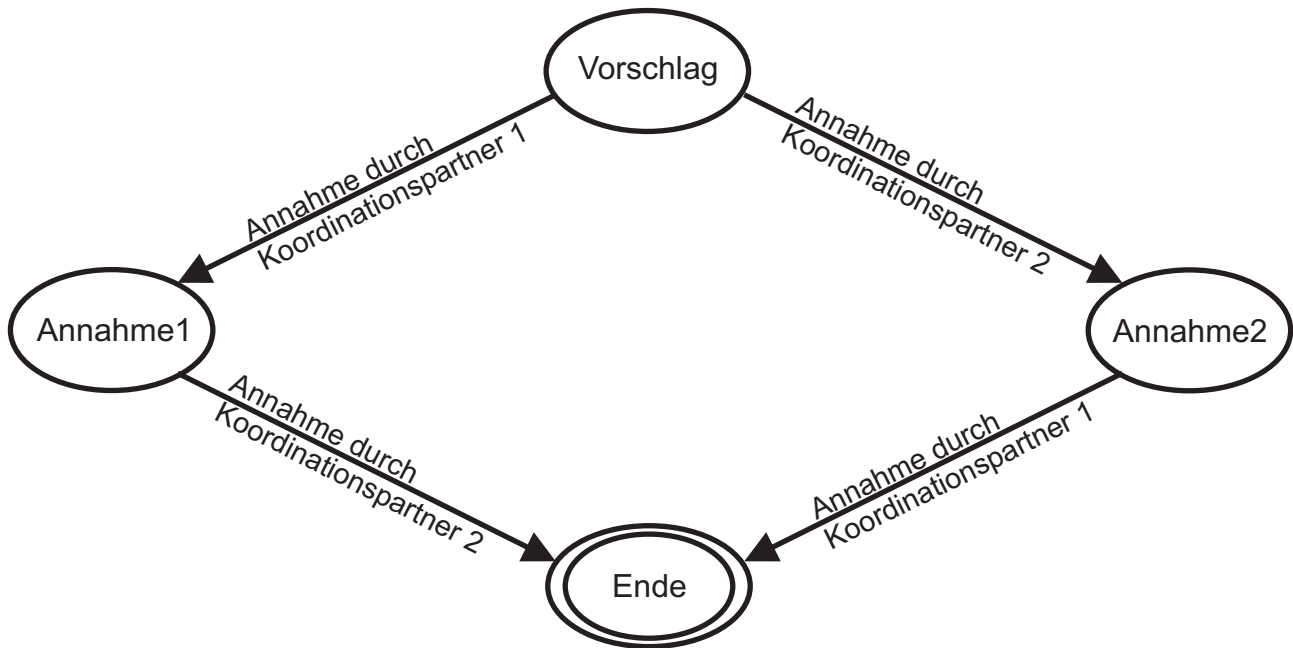 Vorschlag
Annahme durch
Koordinationspartner 1
Annahme durch
Koordinationspartner 2
Annahme1
Annahme2
Annahme durch
Koordinationspartner 2
Annahme durch
Koordinationspartner 1
Ende